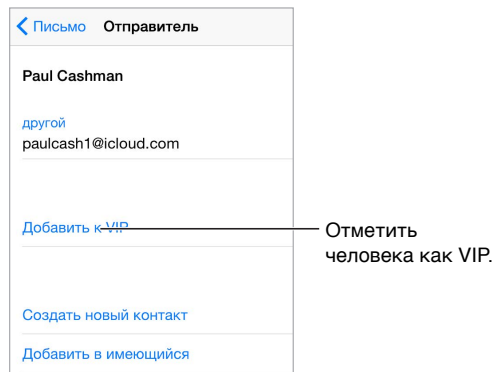 Письмо Отправитель
Paul Cashman
другой
paulcash1@icloud.com
Добавить к VIP
Отметить
человека как VIP.
Создать новый контакт
Добавить в имеющийся